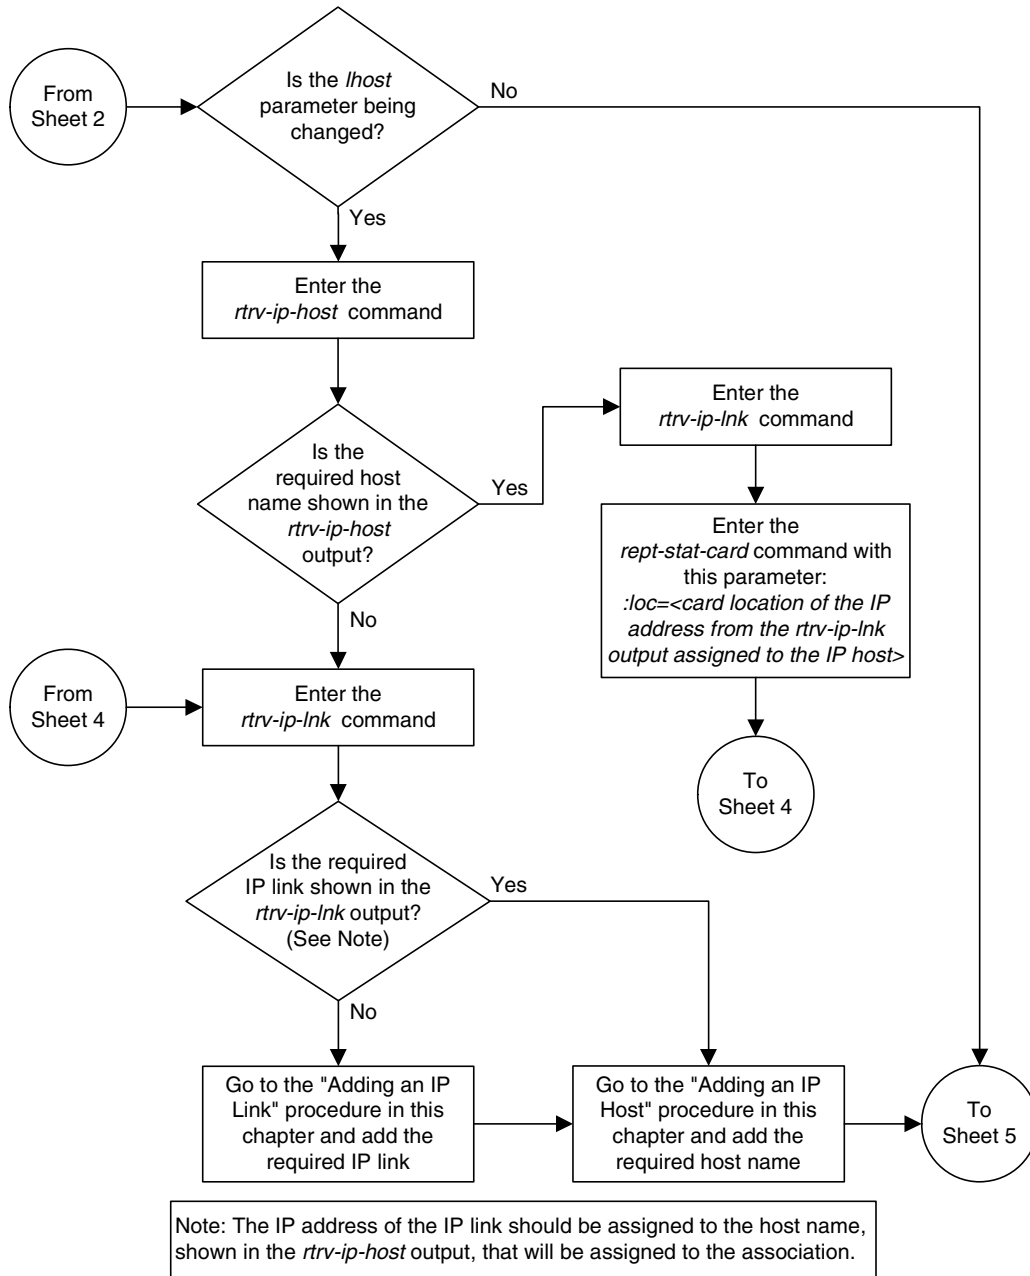 From
Sheet 2
Is the lhost
parameter being
changed?
No
Yes
Enter the
rtrv-ip-host command
Is the
required host
name shown in the
rtrv-ip-host
output?
Yes
Enter the
rtrv-ip-lnk command
Enter the
rept-stat-card command with
this parameter:
:loc=<card location of the IP
address from the rtrv-ip-lnk
output assigned to the IP host>
To
Sheet 4
No
From
Sheet 4
Enter the
rtrv-ip-lnk command
Is the required
IP link shown in the
rtrv-ip-lnk output?
(See Note)
Yes
No
Go to the "Adding an IP
Link" procedure in this
chapter and add the
required IP link
Go to the "Adding an IP
Host" procedure in this
chapter and add the
required host name
To
Sheet 5
Note: The IP address of the IP link should be assigned to the host name,
shown in the rtrv-ip-host output, that will be assigned to the association.